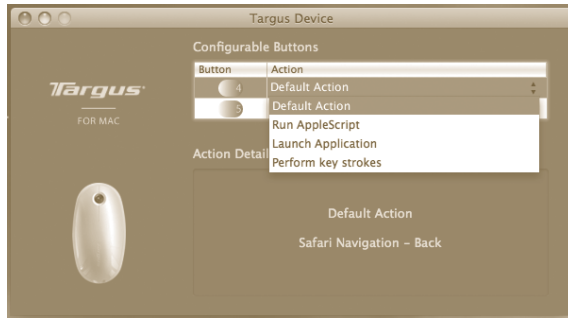 Targus Device
Configurable Buttons
Button Action
4 Default Action
5 Default Action
Run AppleScript
Launch Application
Perform key strokes
Targus
FOR MAC
Action Detail
Default Action
Safari Navigation – Back